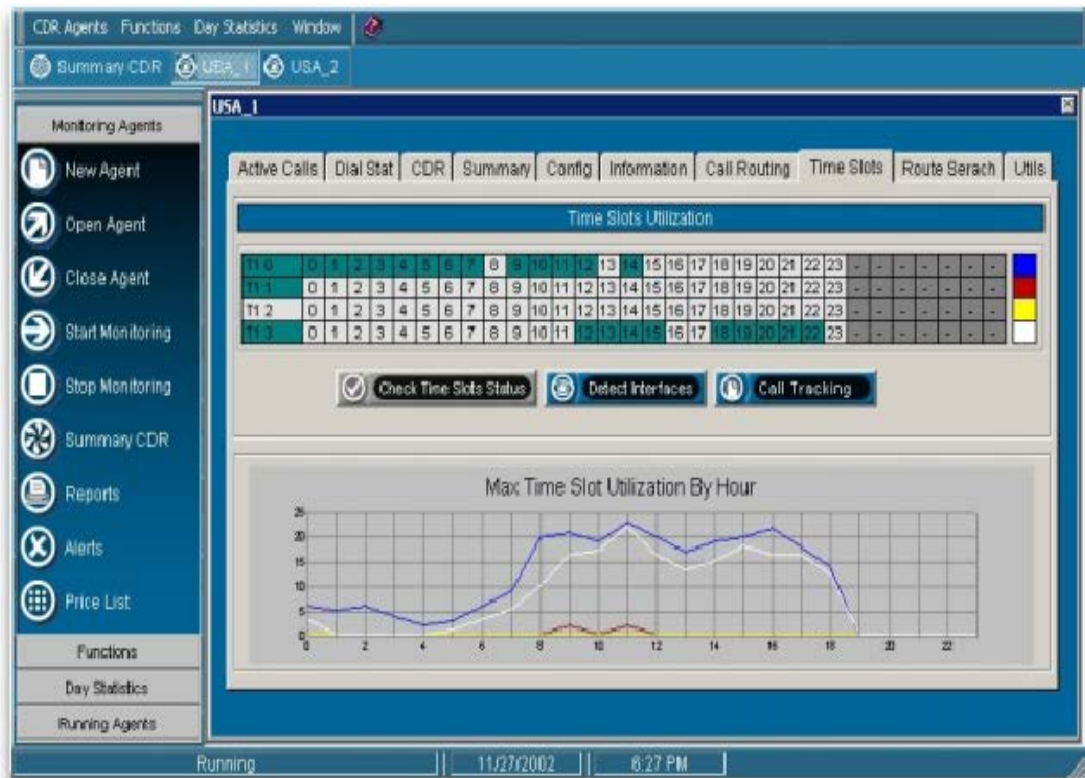 CDR Agents Functions Day Statistics Window
Summary CDR USA_1 USA_2
USA_1
Monitoring Agents
New Agent
Open Agent
Close Agent
Start Monitoring
Stop Monitoring
Summary CDR
Reports
Alerts
Price List
Functions
Day Statistics
Running Agents
Active Calls Dial Stat CDR Summary Config Information Call Routing Time Slots Route Serach Utils
Time Slots Utilization
T1 0 0 1 2 3 4 5 6 7 8 9 10 11 12 13 14 15 16 17 18 19 20 21 22 23 - - - - - - - -
T1 1 0 1 2 3 4 5 6 7 8 9 10 11 12 13 14 15 16 17 18 19 20 21 22 23 - - - - - - - -
T1 2 0 1 2 3 4 5 6 7 8 9 10 11 12 13 14 15 16 17 18 19 20 21 22 23 - - - - - - - -
T1 3 0 1 2 3 4 5 6 7 8 9 10 11 12 13 14 15 16 17 18 19 20 21 22 23 - - - - - - - -
Check Time Slots Status Detect Interfaces Call Tracking
Max Time Slot Utilization By Hour
25
20
15
10
5
0
0 2 4 6 8 10 12 14 16 18 20 22
Running 11/27/2002 6:27 PM